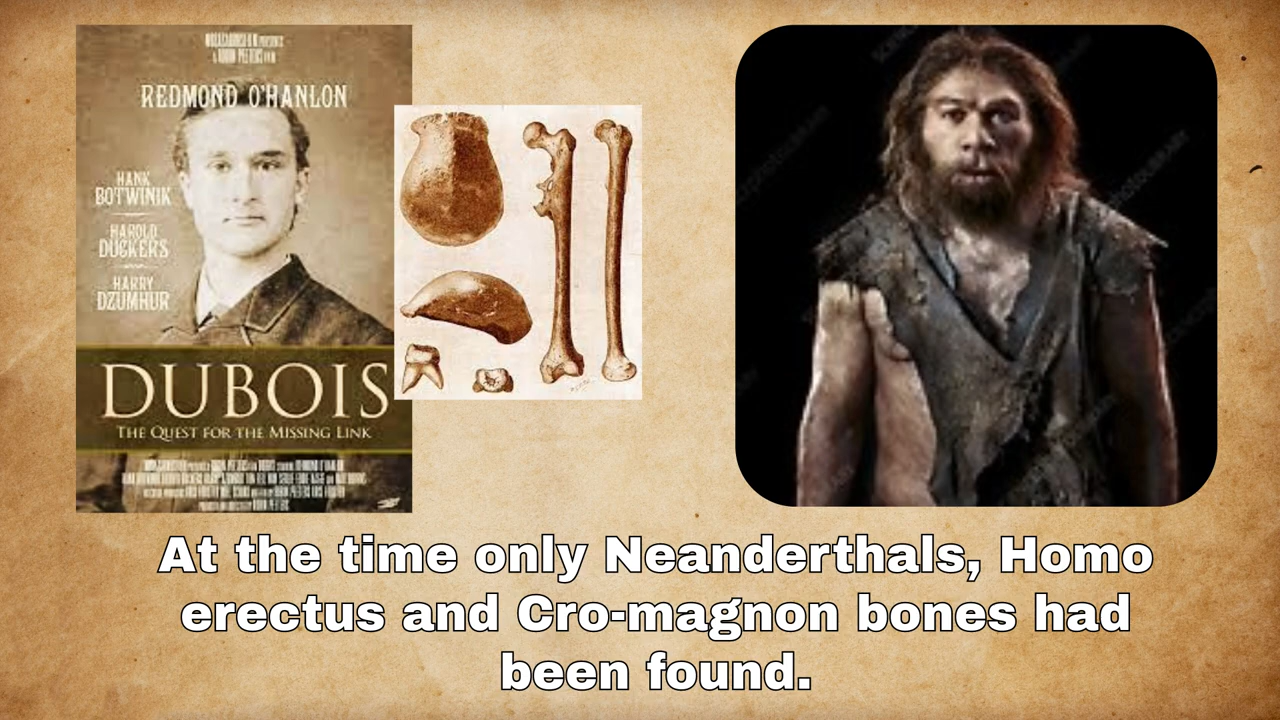 REDMOND O'HANLON
HANK
BOTWINIK
HAROLD
DUCKERS
HARRY
DZUMHUR
DUBOIS
THE QUEST FOR THE MISSING LINK
At the time only Neanderthals, Homo
erectus and Cro-magnon bones had
been found.